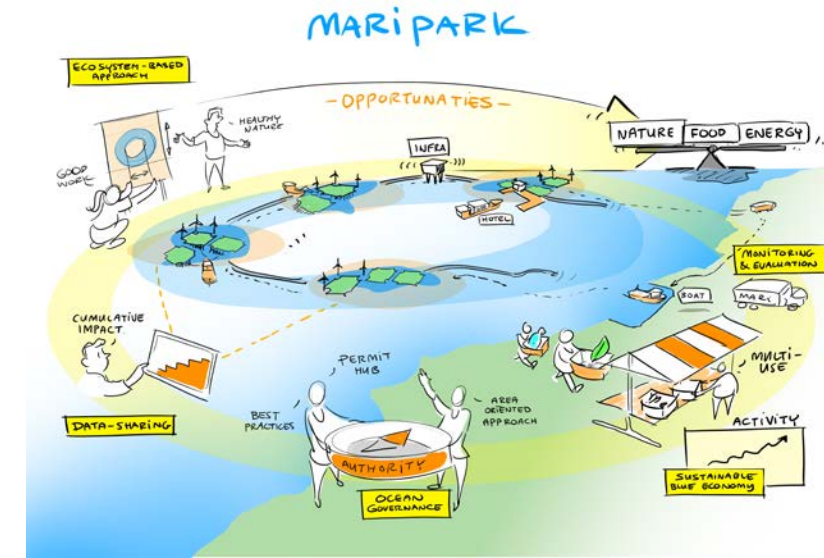 MARiPARK
ECOSYSTEM-BASED
APPROACH
-OPPORTUNATIES-
HEALTHY
NATURE
GOOD
WORK
INFRA
NATURE FOOD ENERGY
HOTEL
MONITORING
& EVALUATION
BOAT
MARI
CUMULATIVE
IMPACT
PERMIT
HUB
MULTI-
USE
BEST
PRACTICES
AREA
ORIENTED
APPROACH
DATA-SHARING
AUTHORITY
ACTIVITY
OCEAN
GOVERNANCE
SUSTAINABLE
BLUE ECONOMY